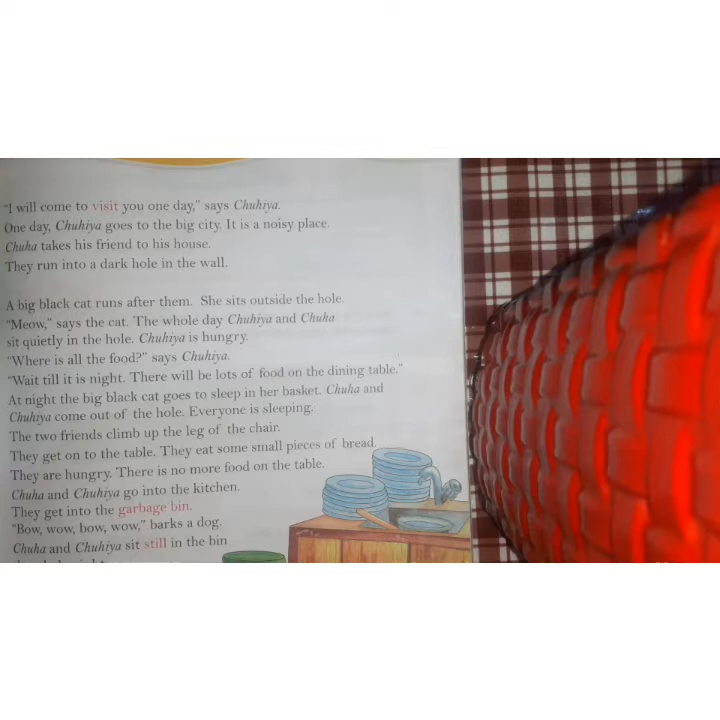 “I will come to visit you one day,” says Chuhiya.
One day, Chuhiya goes to the big city. It is a noisy place.
Chuha takes his friend to his house.
They run into a dark hole in the wall.
A big black cat runs after them. She sits outside the hole.
“Meow,” says the cat. The whole day Chuhiya and Chuha
sit quietly in the hole. Chuhiya is hungry.
“Where is all the food?” says Chuhiya.
“Wait till it is night. There will be lots of food on the dining table.”
At night the big black cat goes to sleep in her basket. Chuha and
Chuhiya come out of the hole. Everyone is sleeping.
The two friends climb up the leg of the chair.
They get on to the table. They eat some small pieces of bread.
They are hungry. There is no more food on the table.
Chuha and Chuhiya go into the kitchen.
They get into the garbage bin.
“Bow, wow, bow, wow,” barks a dog.
Chuha and Chuhiya sit still in the bin